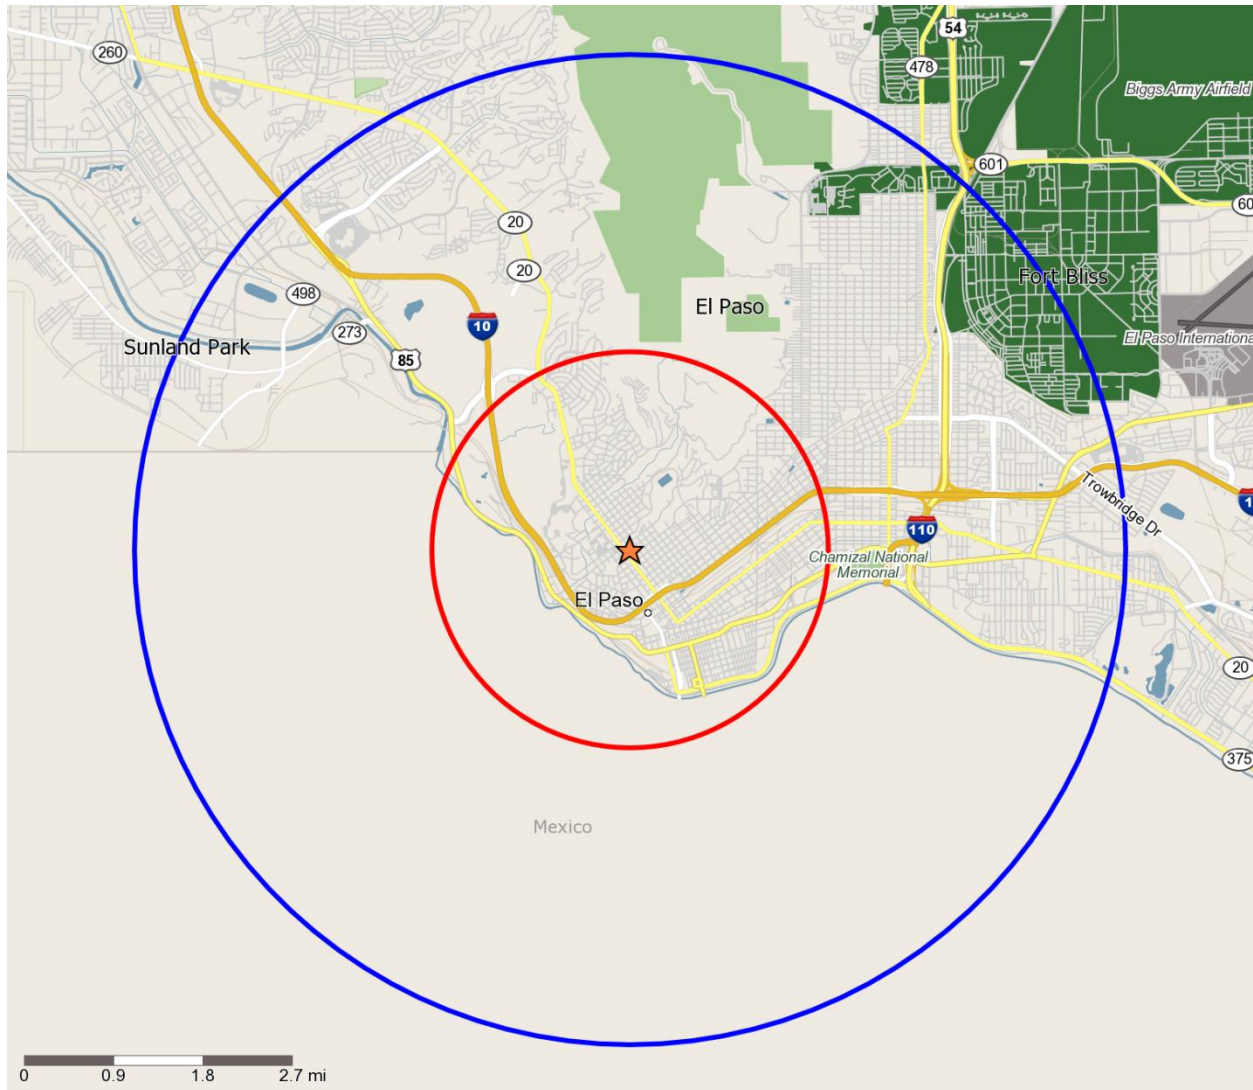 54
260
478
Biggs Army Airfield
601
60
20
20
Fort Bliss
498
El Paso
10
273
Sunland Park
85
El Paso Internationa
Trowbridge Dr
1
110
Chamizal National
Memorial
El Paso
20
375
Mexico
0 0.9 1.8 2.7 mi